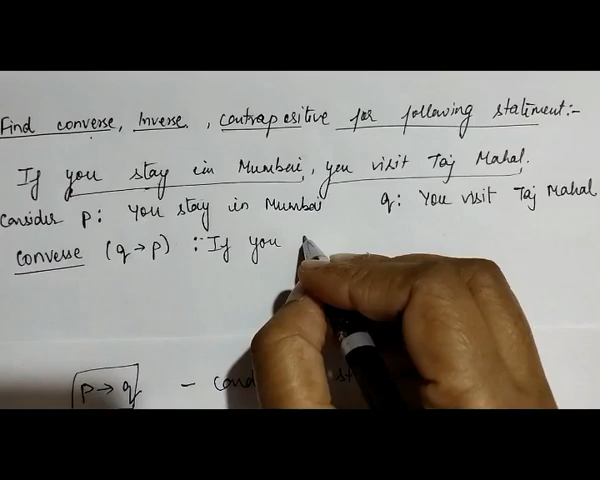 Find converse, Inverse, contrapositive for following statement:-
If you stay in Mumbai, you visit Taj Mahal.
Consider p: You stay in Mumbai q: You visit Taj Mahal
Converse (q→p) : If you
p→q -